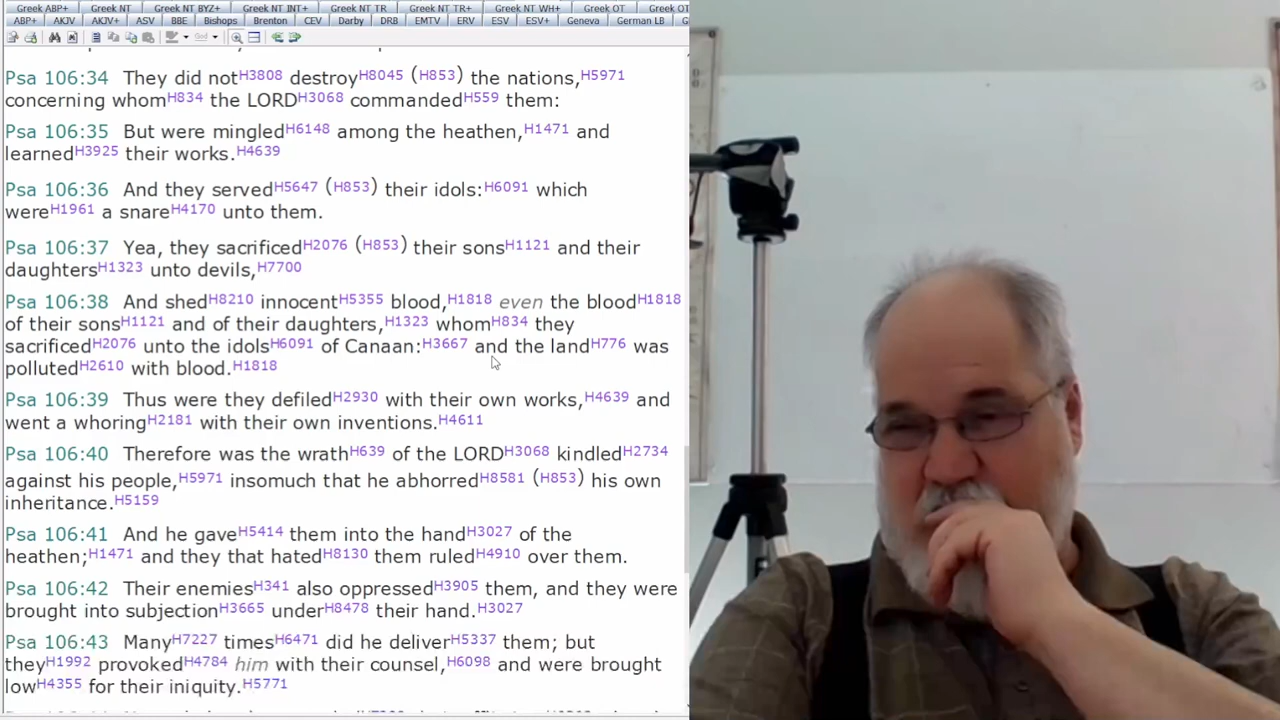 Greek ABP+ Greek NT Greek NT BYZ+ Greek NT INT+ Greek NT TR Greek NT TR+ Greek NT WH+ Greek OT Greek OT
ABP+ AKJV AKJV+ ASV BBE Bishops Brenton CEV Darby DRB EMTV ERV ESV ESV+ Geneva German LB G
Psa 106:34 They did notH3808 destroyH8045 (H853) the nations,H5971
concerning whomH834 the LORDH3068 commandedH559 them:
Psa 106:35 But were mingledH6148 among the heathen,H1471 and
learnedH3925 their works.H4639
Psa 106:36 And they servedH5647 (H853) their idols:H6091 which
wereH1961 a snareH4170 unto them.
Psa 106:37 Yea, they sacrificedH2076 (H853) their sonsH1121 and their
daughtersH1323 unto devils,H7700
Psa 106:38 And shedH8210 innocentH5355 blood,H1818 even the bloodH1818
of their sonsH1121 and of their daughters,H1323 whomH834 they
sacrificedH2076 unto the idolsH6091 of Canaan:H3667 and the landH776 was
pollutedH2610 with blood.H1818
Psa 106:39 Thus were they defiledH2930 with their own works,H4639 and
went a whoringH2181 with their own inventions.H4611
Psa 106:40 Therefore was the wrathH639 of the LORDH3068 kindledH2734
against his people,H5971 insomuch that he abhorredH8581 (H853) his own
inheritance.H5159
Psa 106:41 And he gaveH5414 them into the handH3027 of the
heathen;H1471 and they that hatedH8130 them ruledH4910 over them.
Psa 106:42 Their enemiesH341 also oppressedH3905 them, and they were
brought into subjectionH3665 underH8478 their hand.H3027
Psa 106:43 ManyH7227 timesH6471 did he deliverH5337 them; but
theyH1992 provokedH4784 him with their counsel,H6098 and were brought
lowH4355 for their iniquity.H5771